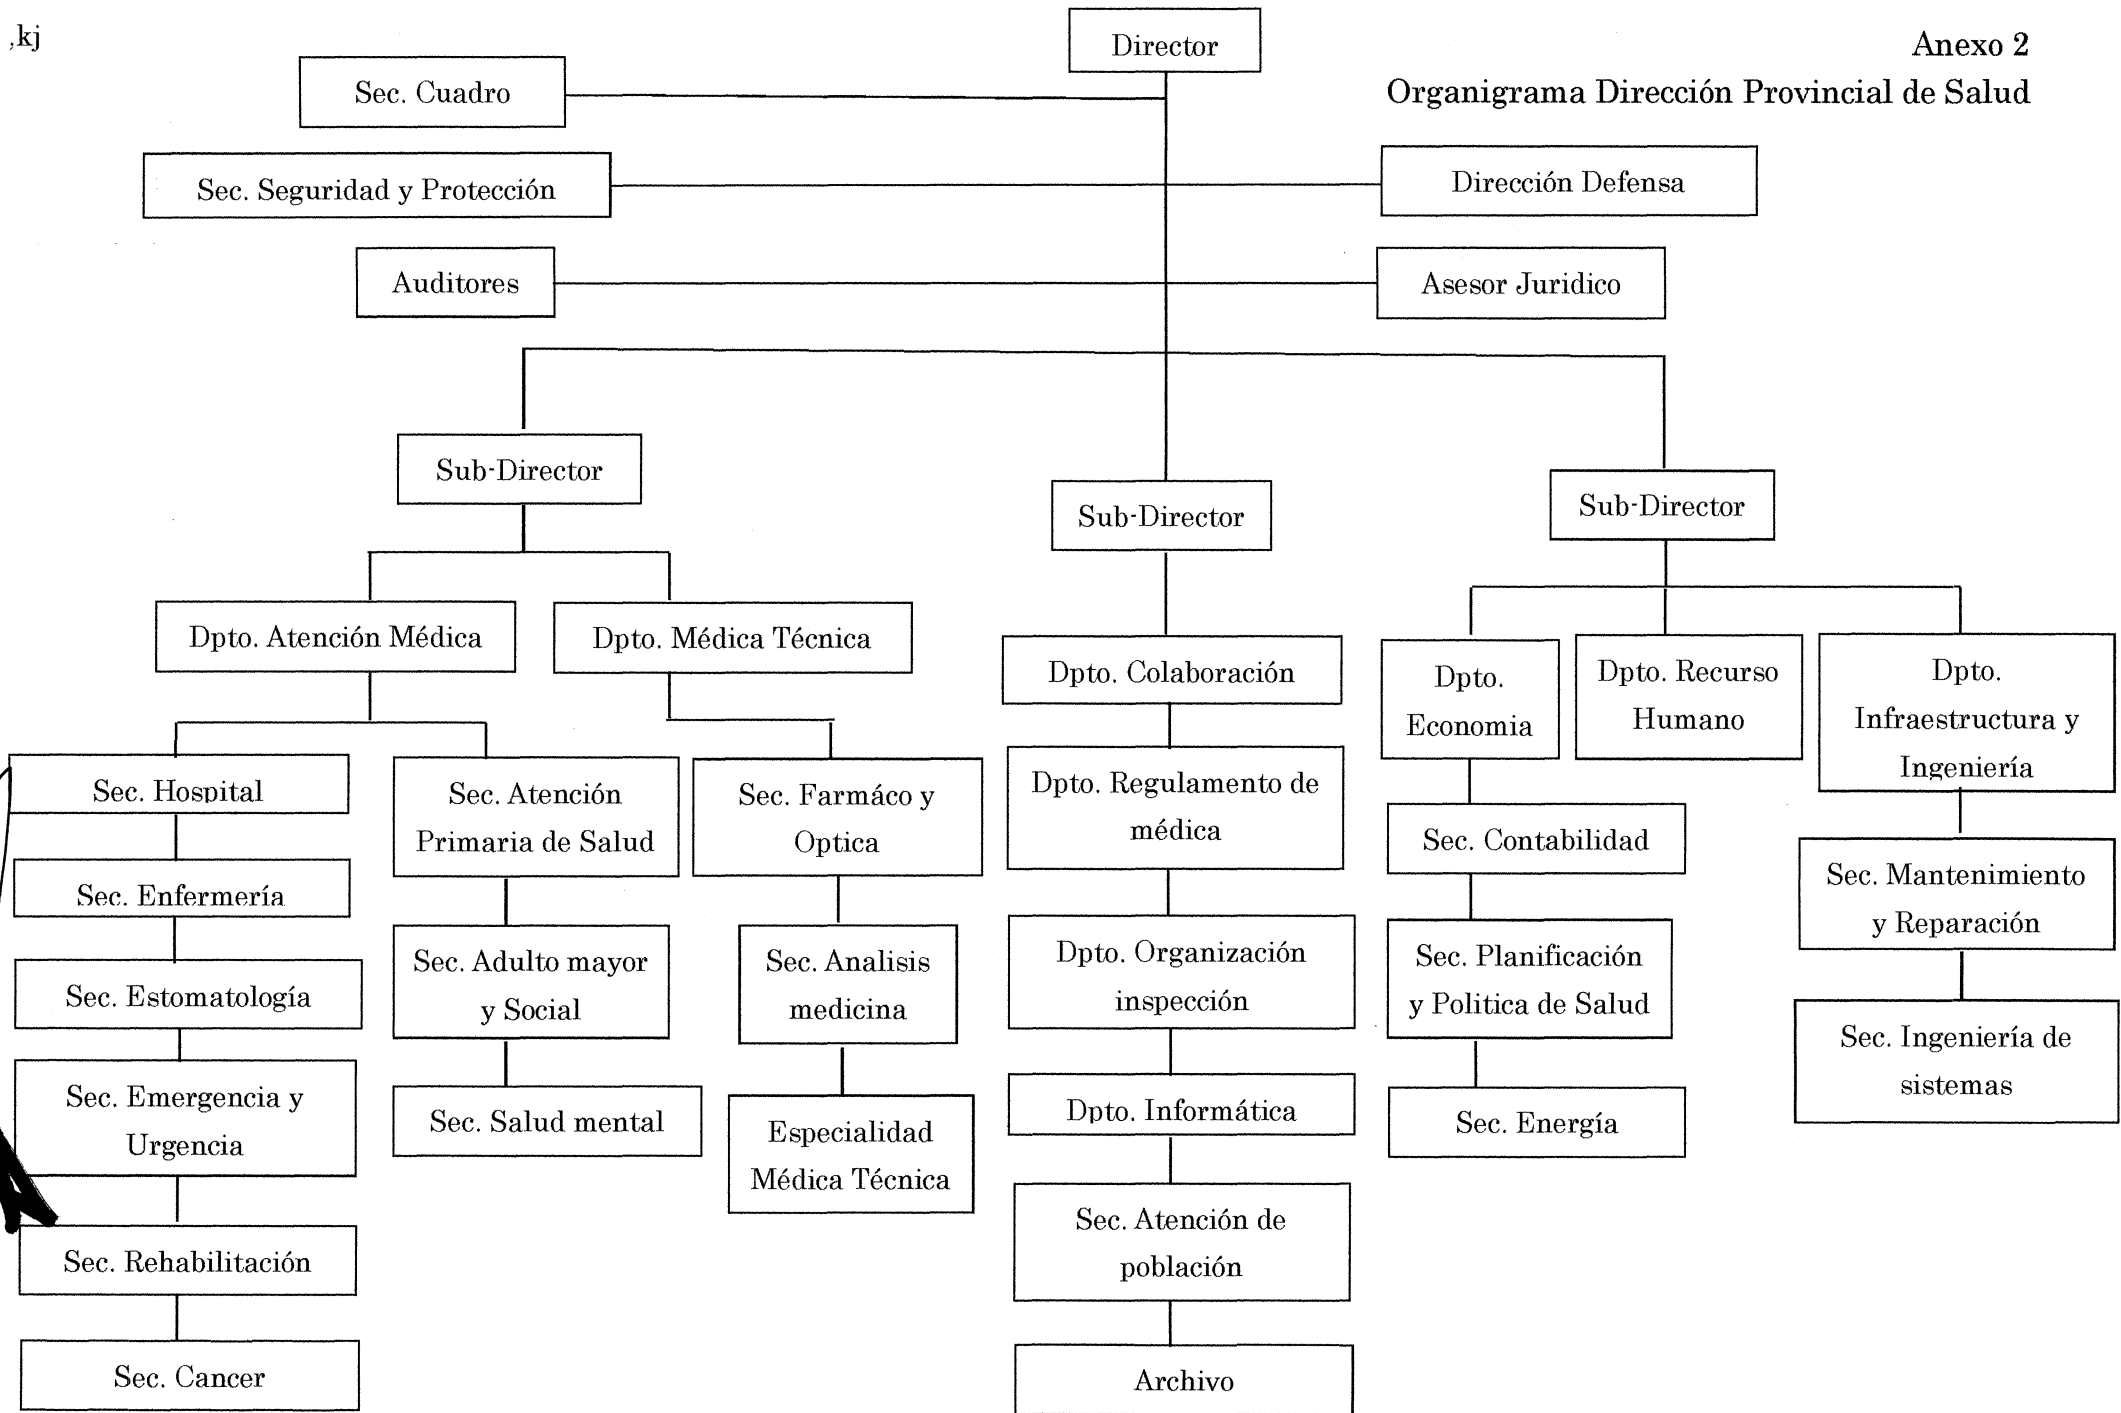 ,kj
Anexo 2
Organigrama Dirección Provincial de Salud
Director
Sec. Cuadro
Sec. Seguridad y Protección
Dirección Defensa
Auditores
Asesor Juridico
Sub-Director
Sub-Director
Sub-Director
Dpto. Atención Médica
Dpto. Médica Técnica
Dpto. Colaboración
Dpto.
Economia
Dpto. Recurso
Humano
Dpto.
Infraestructura y
Ingeniería
Sec. Hospital
Sec. Enfermería
Sec. Estomatología
Sec. Emergencia y
Urgencia
Sec. Rehabilitación
Sec. Cancer
Sec. Atención
Primaria de Salud
Sec. Adulto mayor
y Social
Sec. Salud mental
Sec. Farmáco y
Optica
Sec. Analisis
medicina
Especialidad
Médica Técnica
Dpto. Regulamento de
médica
Dpto. Organización
inspección
Dpto. Informática
Sec. Atención de
población
Archivo
Sec. Contabilidad
Sec. Planificación
y Politica de Salud
Sec. Energía
Sec. Mantenimiento
y Reparación
Sec. Ingeniería de
sistemas